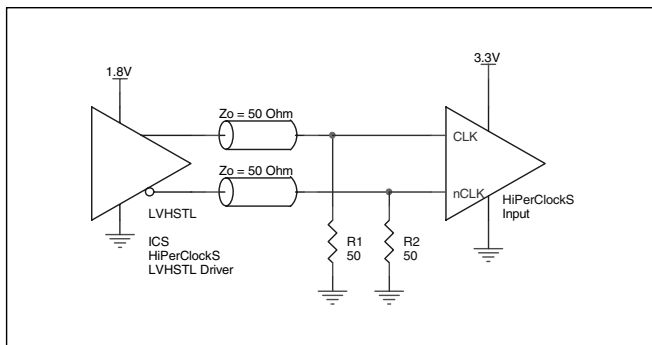 1.8V
3.3V
Zo = 50 Ohm
CLK
Zo = 50 Ohm
nCLK
HiPerClockS
Input
LVHSTL
ICS
HiPerClockS
LVHSTL Driver
R1
50
R2
50